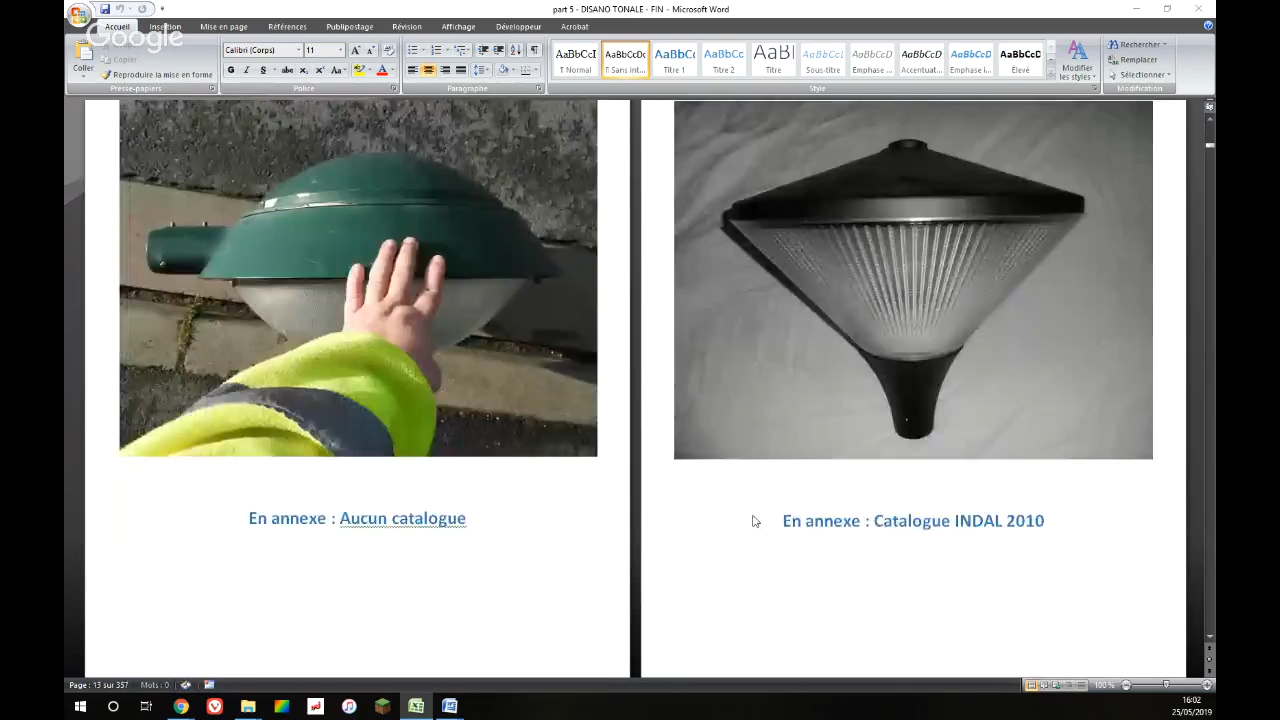 part 5 - DISANO TONALE - FIN - Microsoft Word
Google
Accueil Insertion Mise en page Références Publipostage Révision Affichage Développeur Acrobat
Coller
Copier
Reproduire la mise en forme
Presse-papiers
Calibri (Corps) 11
Police
Paragraphe
AaBbCcI AaBbCcDc AaBbCc AaBbCc AaBl AaBbCcI AaBbCcD AaBbCcD AaBbCcD AaBbCcD
¶ Normal ¶ Sans int... Titre 1 Titre 2 Titre Sous-titre Emphase ... Accentuat... Emphase i... Élevé
Style
Modifier
les styles
Rechercher
Remplacer
Sélectionner
Modification
En annexe : Aucun catalogue
En annexe : Catalogue INDAL 2010
Page : 13 sur 357 Mots : 0
100 %
16:02
25/05/2019